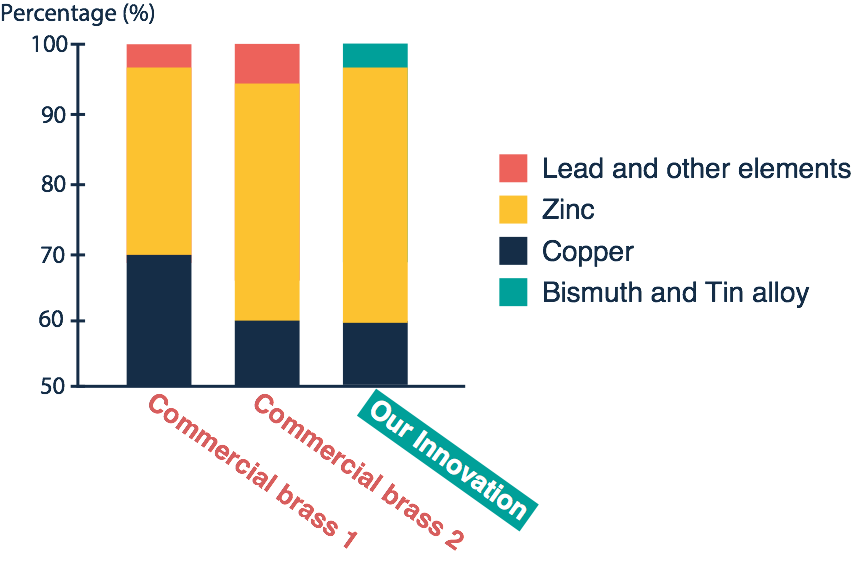 Percentage (%)
100
90
80
70
60
50
Lead and other elements
Zinc
Copper
Bismuth and Tin alloy
Commercial brass 1
Commercial brass 2
Our Innovation